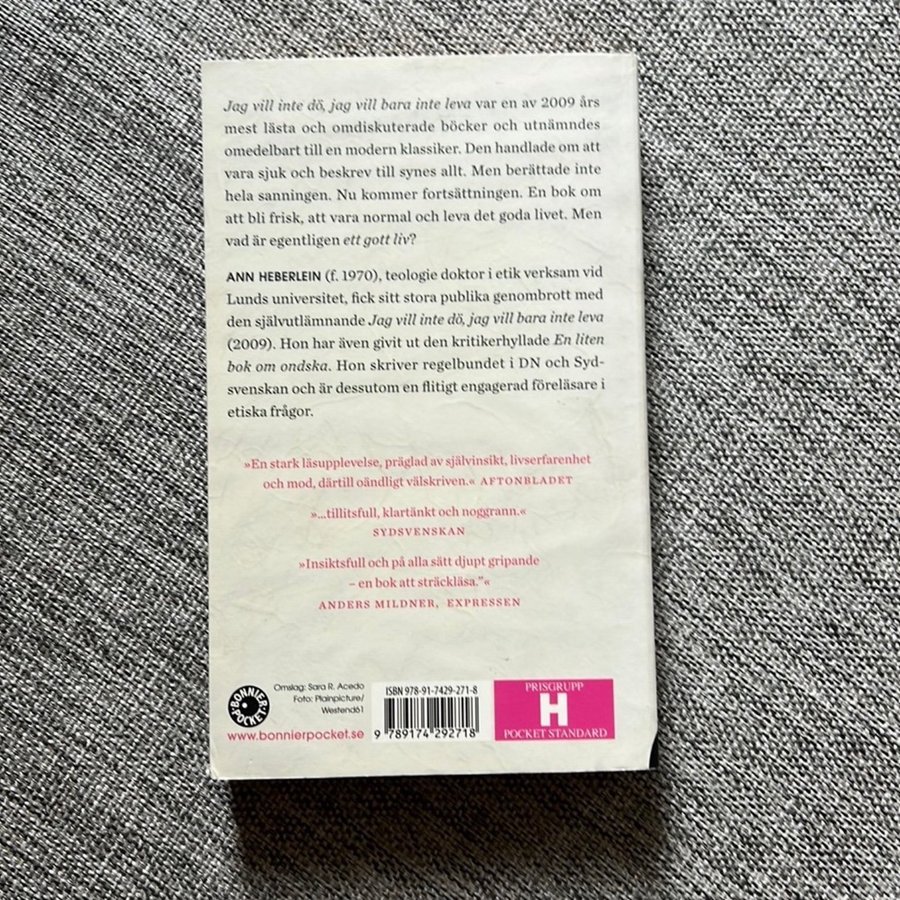 Jag vill inte dö, jag vill bara inte leva var en av 2009 års
mest lästa och omdiskuterade böcker och utnämndes
omedelbart till en modern klassiker. Den handlade om att
vara sjuk och beskrev till synes allt. Men berättade inte
hela sanningen. Nu kommer fortsättningen. En bok om
att bli frisk, att vara normal och leva det goda livet. Men
vad är egentligen ett gott liv?
ANN HEBERLEIN (f. 1970), teologie doktor i etik verksam vid
Lunds universitet, fick sitt stora publika genombrott med
den självutlämnande Jag vill inte dö, jag vill bara inte leva
(2009). Hon har även givit ut den kritikerhyllade En liten
bok om ondska. Hon skriver regelbundet i DN och Syd-
svenskan och är dessutom en flitigt engagerad föreläsare i
etiska frågor.
»En stark läsupplevelse, präglad av självinsikt, livserfarenhet
och mod, därtill oändligt välskriven.« AFTONBLADET
»...tillitsfull, klartänkt och noggrann.«
SYDSVENSKAN
»Insiktsfull och på alla sätt djupt gripande
– en bok att sträckläsa.”«
ANDERS MILDNER, EXPRESSEN
BONNIER POCKET
www.bonnierpocket.se
Omslag: Sara R. Acedo
Foto: Plainpicture/
Westend61
ISBN 978-91-7429-271-8
9 789174 292718
PRISGRUPP
H
POCKET STANDARD